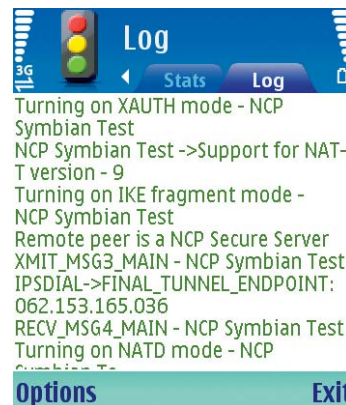 Log
3G
Stats Log
Turning on XAUTH mode - NCP
Symbian Test
NCP Symbian Test ->Support for NAT-
T version - 9
Turning on IKE fragment mode -
NCP Symbian Test
Remote peer is a NCP Secure Server
XMIT_MSG3_MAIN - NCP Symbian Test
IPSDIAL->FINAL_TUNNEL_ENDPOINT:
062.153.165.036
RECV_MSG4_MAIN - NCP Symbian Test
Turning on NATD mode - NCP
Options Exit